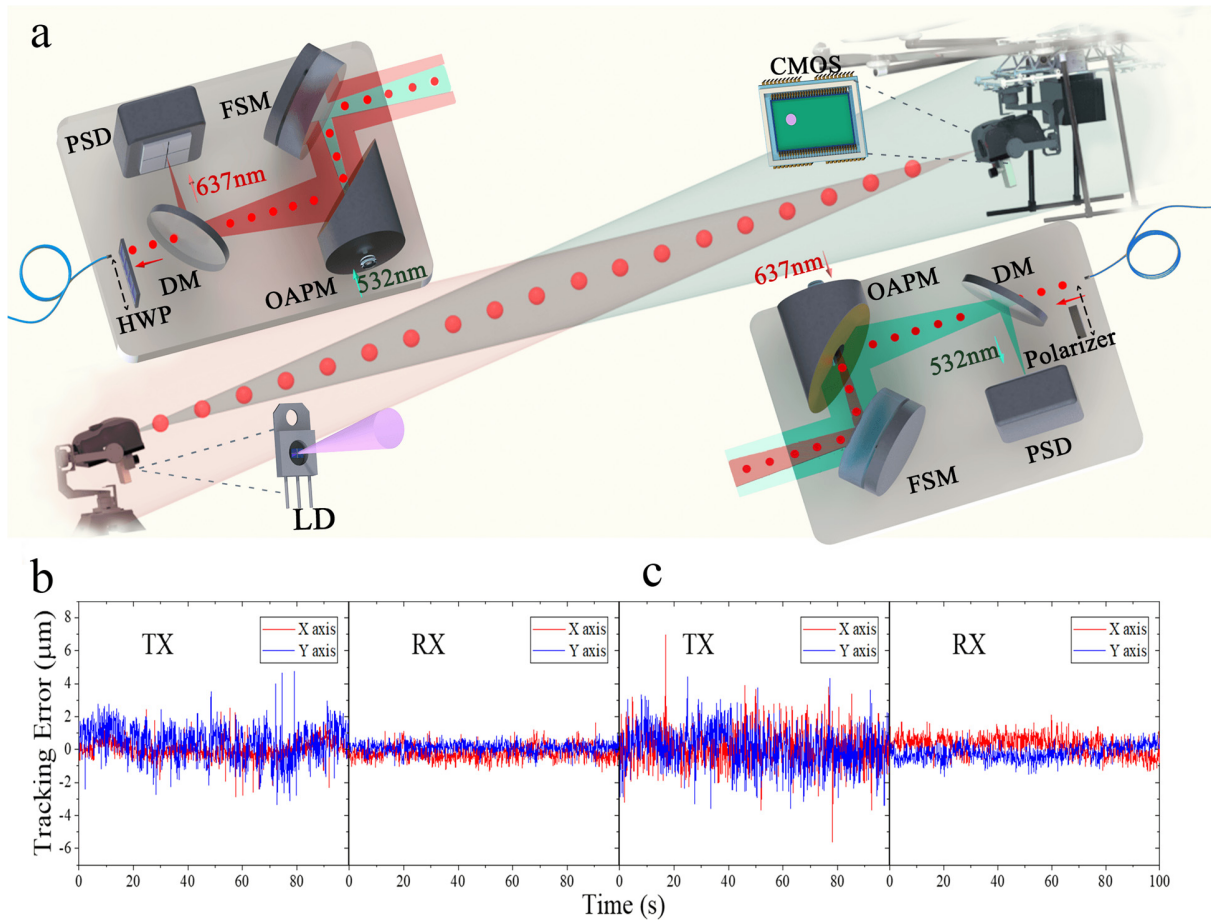 a
CMOS
FSM
PSD
637nm
DM
OAPM
532nm
HWP
637nm
OAPM
DM
532nm
Polarizer
PSD
FSM
LD
b
c
Tracking Error (μm)
8
6
4
2
0
-2
-4
-6
TX
X axis
Y axis
RX
X axis
Y axis
TX
X axis
Y axis
RX
X axis
Y axis
0 20 40 60 80 0 20 40 60 80 0 20 40 60 80 0 20 40 60 80 100
Time (s)